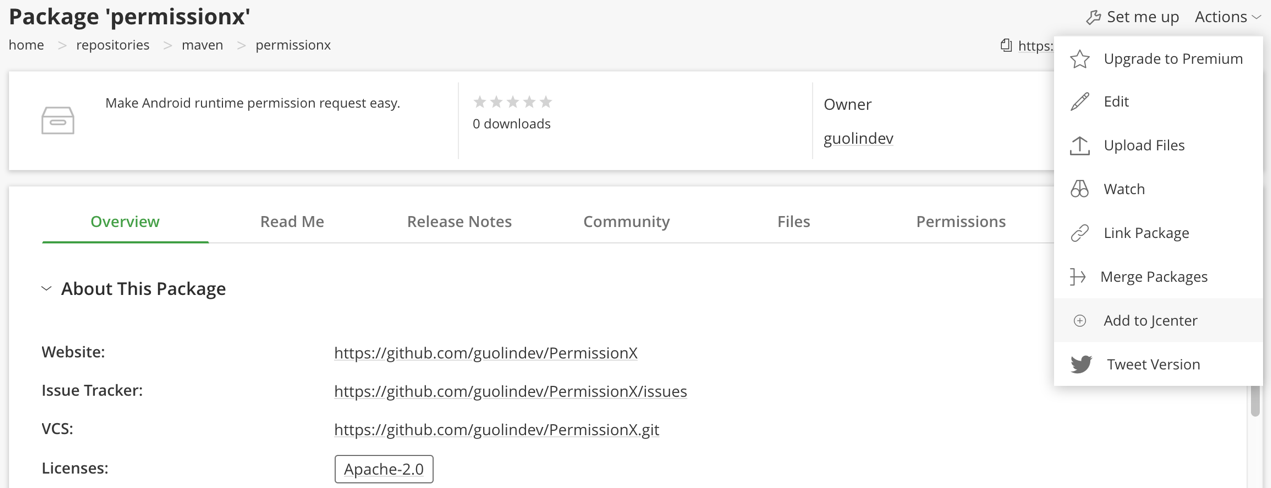 Package 'permissionx'
Set me up
Actions
home > repositories > maven > permissionx
https:
Upgrade to Premium
Edit
Upload Files
Watch
Link Package
Merge Packages
Add to Jcenter
Tweet Version
Make Android runtime permission request easy.
0 downloads
Owner
guolindev
Overview
Read Me
Release Notes
Community
Files
Permissions
About This Package
Website: https://github.com/guolindev/PermissionX
Issue Tracker: https://github.com/guolindev/PermissionX/issues
VCS: https://github.com/guolindev/PermissionX.git
Licenses: Apache-2.0